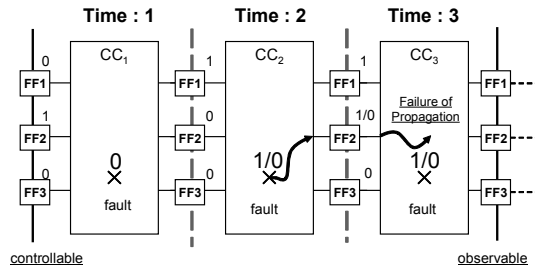 Time : 1 Time : 2 Time : 3
0 CC1 1 CC2 1 CC3
FF1 FF1 FF1 FF1
Failure of
Propagation
1 0 1/0
FF2 FF2 FF2 FF2
0 1/0 1/0
0 0 0
FF3 FF3 FF3 FF3
fault fault fault
controllable observable